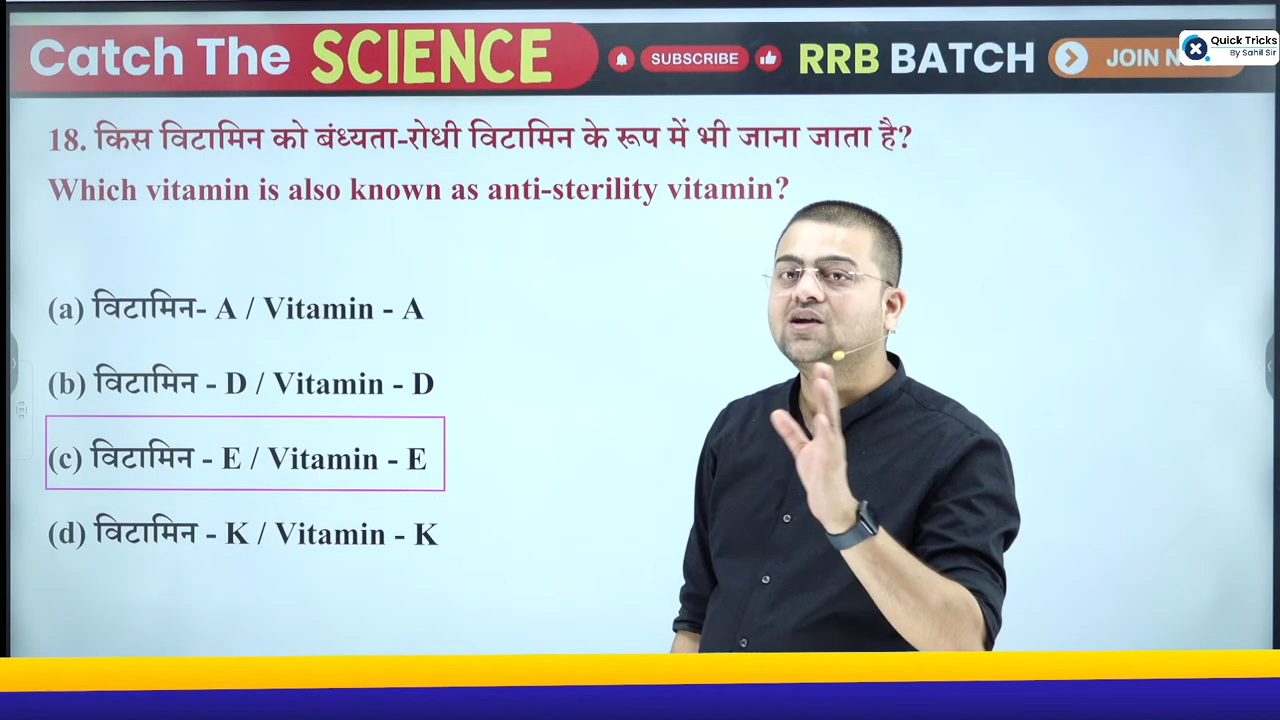 Catch The SCIENCE
SUBSCRIBE
RRB BATCH
JOIN
Quick Tricks
By Sahil Sir
18. किस विटामिन को बंध्यता-रोधी विटामिन के रूप में भी जाना जाता है?
Which vitamin is also known as anti-sterility vitamin?
(a) विटामिन- A / Vitamin - A
(b) विटामिन - D / Vitamin - D
(c) विटामिन - E / Vitamin - E
(d) विटामिन - K / Vitamin - K